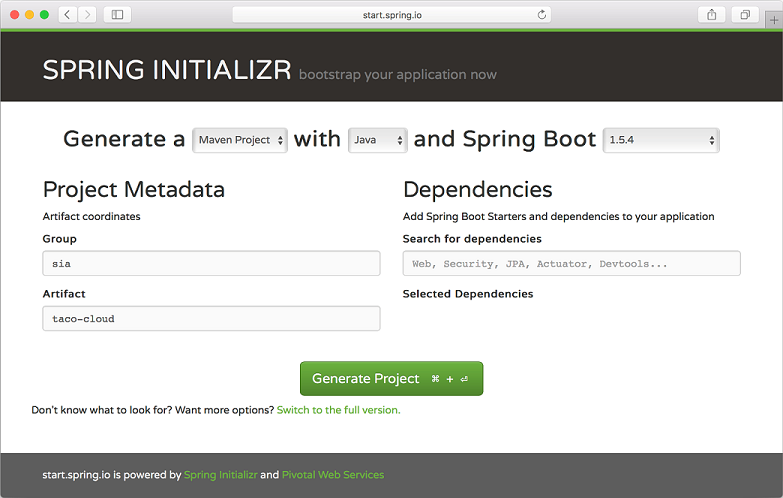 start.spring.io
SPRING INITIALIZR bootstrap your application now
Generate a Maven Project with Java and Spring Boot 1.5.4
Project Metadata
Artifact coordinates
Group
sia
Artifact
taco-cloud
Dependencies
Add Spring Boot Starters and dependencies to your application
Search for dependencies
Web, Security, JPA, Actuator, Devtools...
Selected Dependencies
Generate Project ⌘ + ⏎
Don't know what to look for? Want more options? Switch to the full version.
start.spring.io is powered by Spring Initializr and Pivotal Web Services